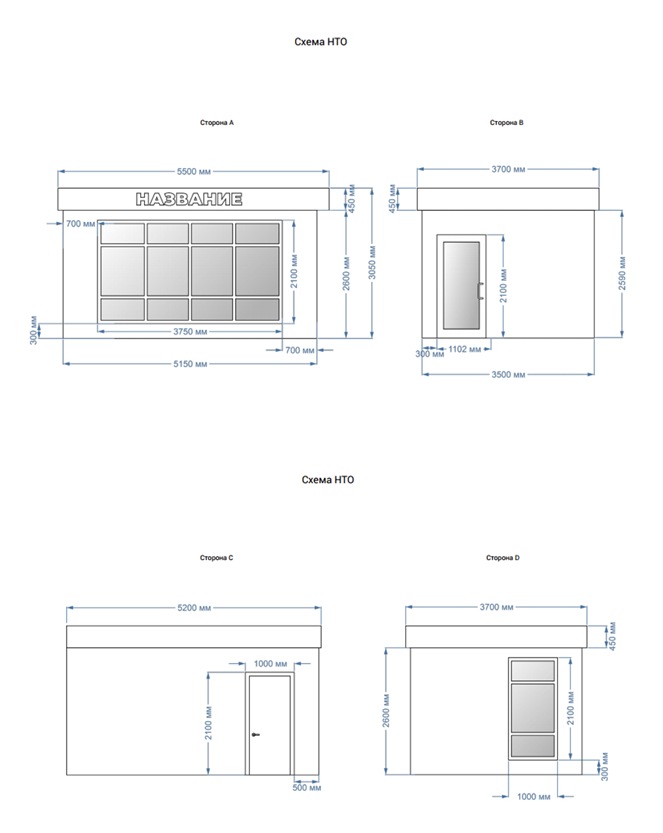 Схема НТО
Сторона A
Сторона B
5500 мм
3700 мм
НАЗВАНИЕ
450 мм
450 мм
700 мм
2100 мм
2600 мм
3050 мм
2100 мм
2590 мм
300 мм
3750 мм
700 мм
300 мм
1102 мм
5150 мм
3500 мм
Схема НТО
Сторона C
Сторона D
5200 мм
3700 мм
450 мм
1000 мм
2100 мм
2600 мм
2100 мм
300 мм
500 мм
1000 мм